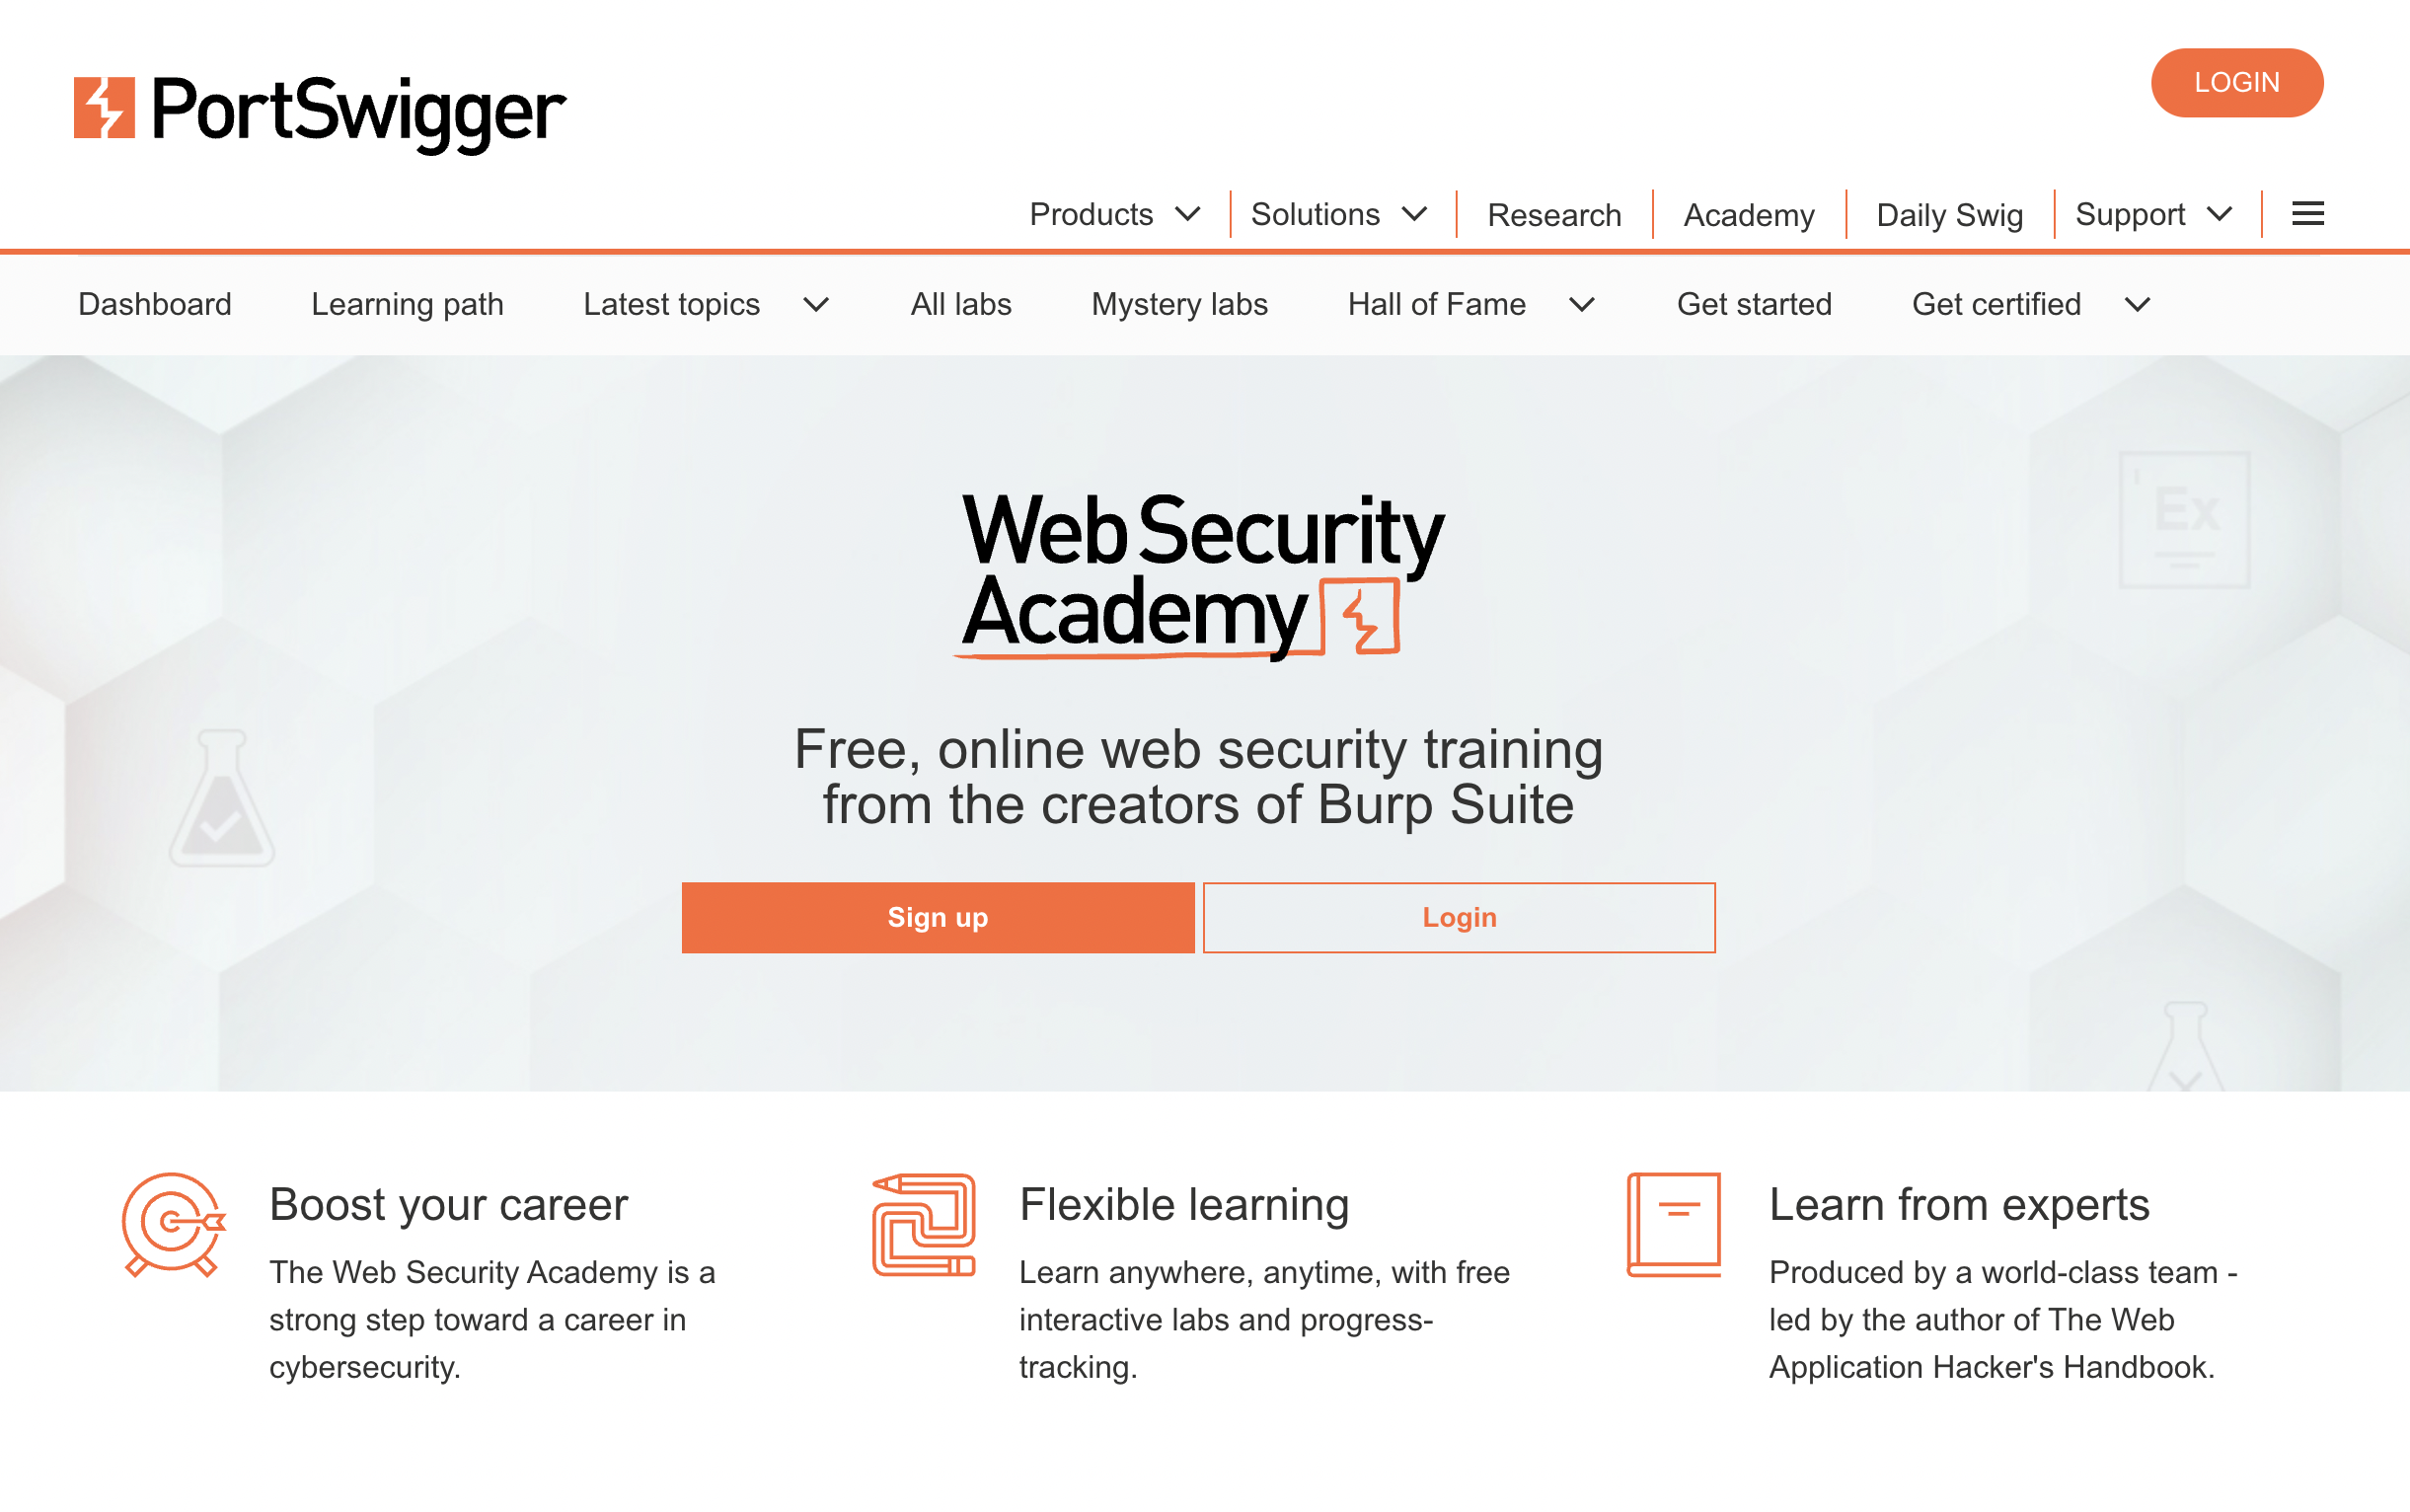 PortSwigger
LOGIN
Products
Solutions
Research
Academy
Daily Swig
Support
Dashboard
Learning path
Latest topics
All labs
Mystery labs
Hall of Fame
Get started
Get certified
Ex
Web Security
Academy
Free, online web security training
from the creators of Burp Suite
Sign up
Login
Boost your career
The Web Security Academy is a
strong step toward a career in
cybersecurity.
Flexible learning
Learn anywhere, anytime, with free
interactive labs and progress-
tracking.
Learn from experts
Produced by a world-class team -
led by the author of The Web
Application Hacker's Handbook.